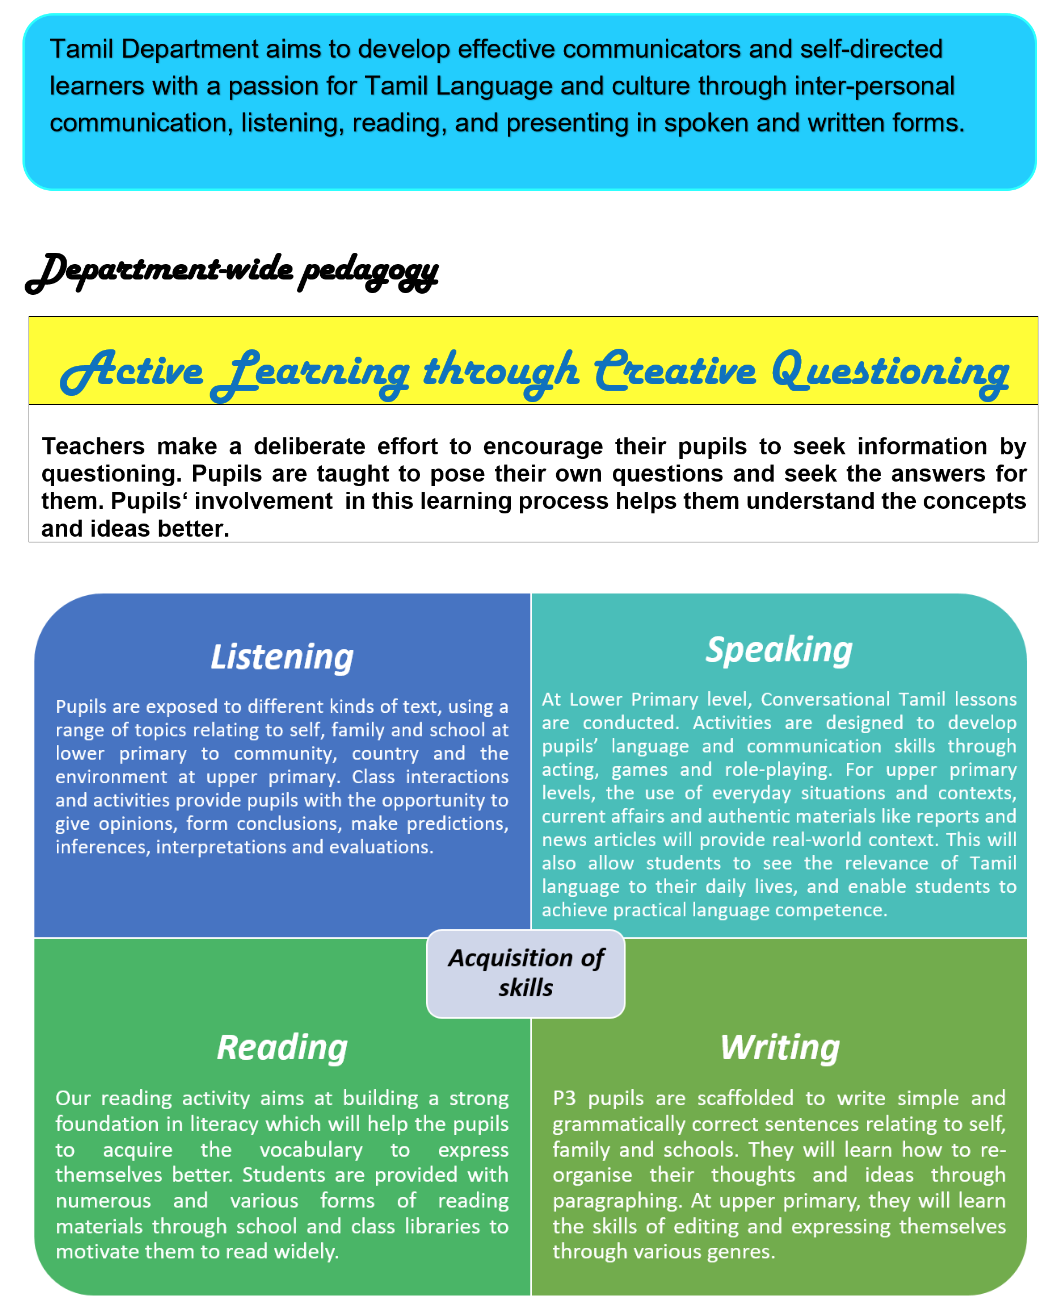 Tamil Department aims to develop effective communicators and self-directed
learners with a passion for Tamil Language and culture through inter-personal
communication, listening, reading, and presenting in spoken and written forms.
Department-wide pedagogy
Active Learning through Creative Questioning
Teachers make a deliberate effort to encourage their pupils to seek information by
questioning. Pupils are taught to pose their own questions and seek the answers for
them. Pupils‘ involvement in this learning process helps them understand the concepts
and ideas better.
Listening
Pupils are exposed to different kinds of text, using a
range of topics relating to self, family and school at
lower primary to community, country and the
environment at upper primary. Class interactions
and activities provide pupils with the opportunity to
give opinions, form conclusions, make predictions,
inferences, interpretations and evaluations.
Speaking
At Lower Primary level, Conversational Tamil lessons
are conducted. Activities are designed to develop
pupils’ language and communication skills through
acting, games and role-playing. For upper primary
levels, the use of everyday situations and contexts,
current affairs and authentic materials like reports and
news articles will provide real-world context. This will
also allow students to see the relevance of Tamil
language to their daily lives, and enable students to
achieve practical language competence.
Acquisition of
skills
Reading
Our reading activity aims at building a strong
foundation in literacy which will help the pupils
to acquire the vocabulary to express
themselves better. Students are provided with
numerous and various forms of reading
materials through school and class libraries to
motivate them to read widely.
Writing
P3 pupils are scaffolded to write simple and
grammatically correct sentences relating to self,
family and schools. They will learn how to re-
organise their thoughts and ideas through
paragraphing. At upper primary, they will learn
the skills of editing and expressing themselves
through various genres.